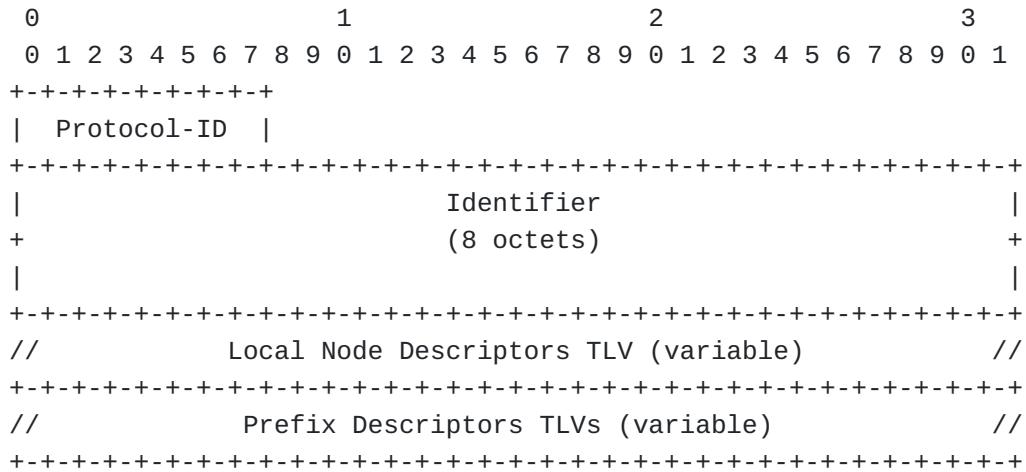 0                   1                   2                   3
 0 1 2 3 4 5 6 7 8 9 0 1 2 3 4 5 6 7 8 9 0 1 2 3 4 5 6 7 8 9 0 1
+-+-+-+-+-+-+-+-+
|  Protocol-ID  |
+-+-+-+-+-+-+-+-+-+-+-+-+-+-+-+-+-+-+-+-+-+-+-+-+-+-+-+-+-+-+-+-+
|                           Identifier                          |
+                           (8 octets)                          +
|                                                               |
+-+-+-+-+-+-+-+-+-+-+-+-+-+-+-+-+-+-+-+-+-+-+-+-+-+-+-+-+-+-+-+-+
//            Local Node Descriptors TLV (variable)            //
+-+-+-+-+-+-+-+-+-+-+-+-+-+-+-+-+-+-+-+-+-+-+-+-+-+-+-+-+-+-+-+-+
//             Prefix Descriptors TLVs (variable)              //
+-+-+-+-+-+-+-+-+-+-+-+-+-+-+-+-+-+-+-+-+-+-+-+-+-+-+-+-+-+-+-+-+